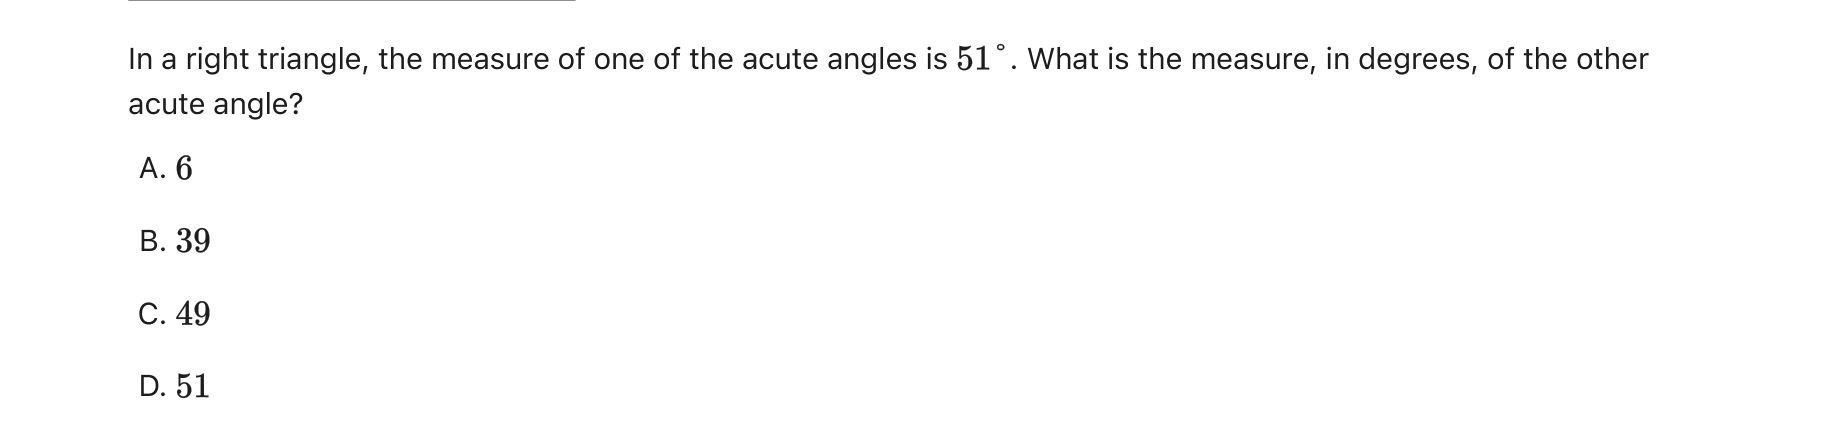 In a right triangle, the measure of one of the acute angles is 51°. What is the measure, in degrees, of the other
acute angle?
A. 6
B. 39
C. 49
D. 51